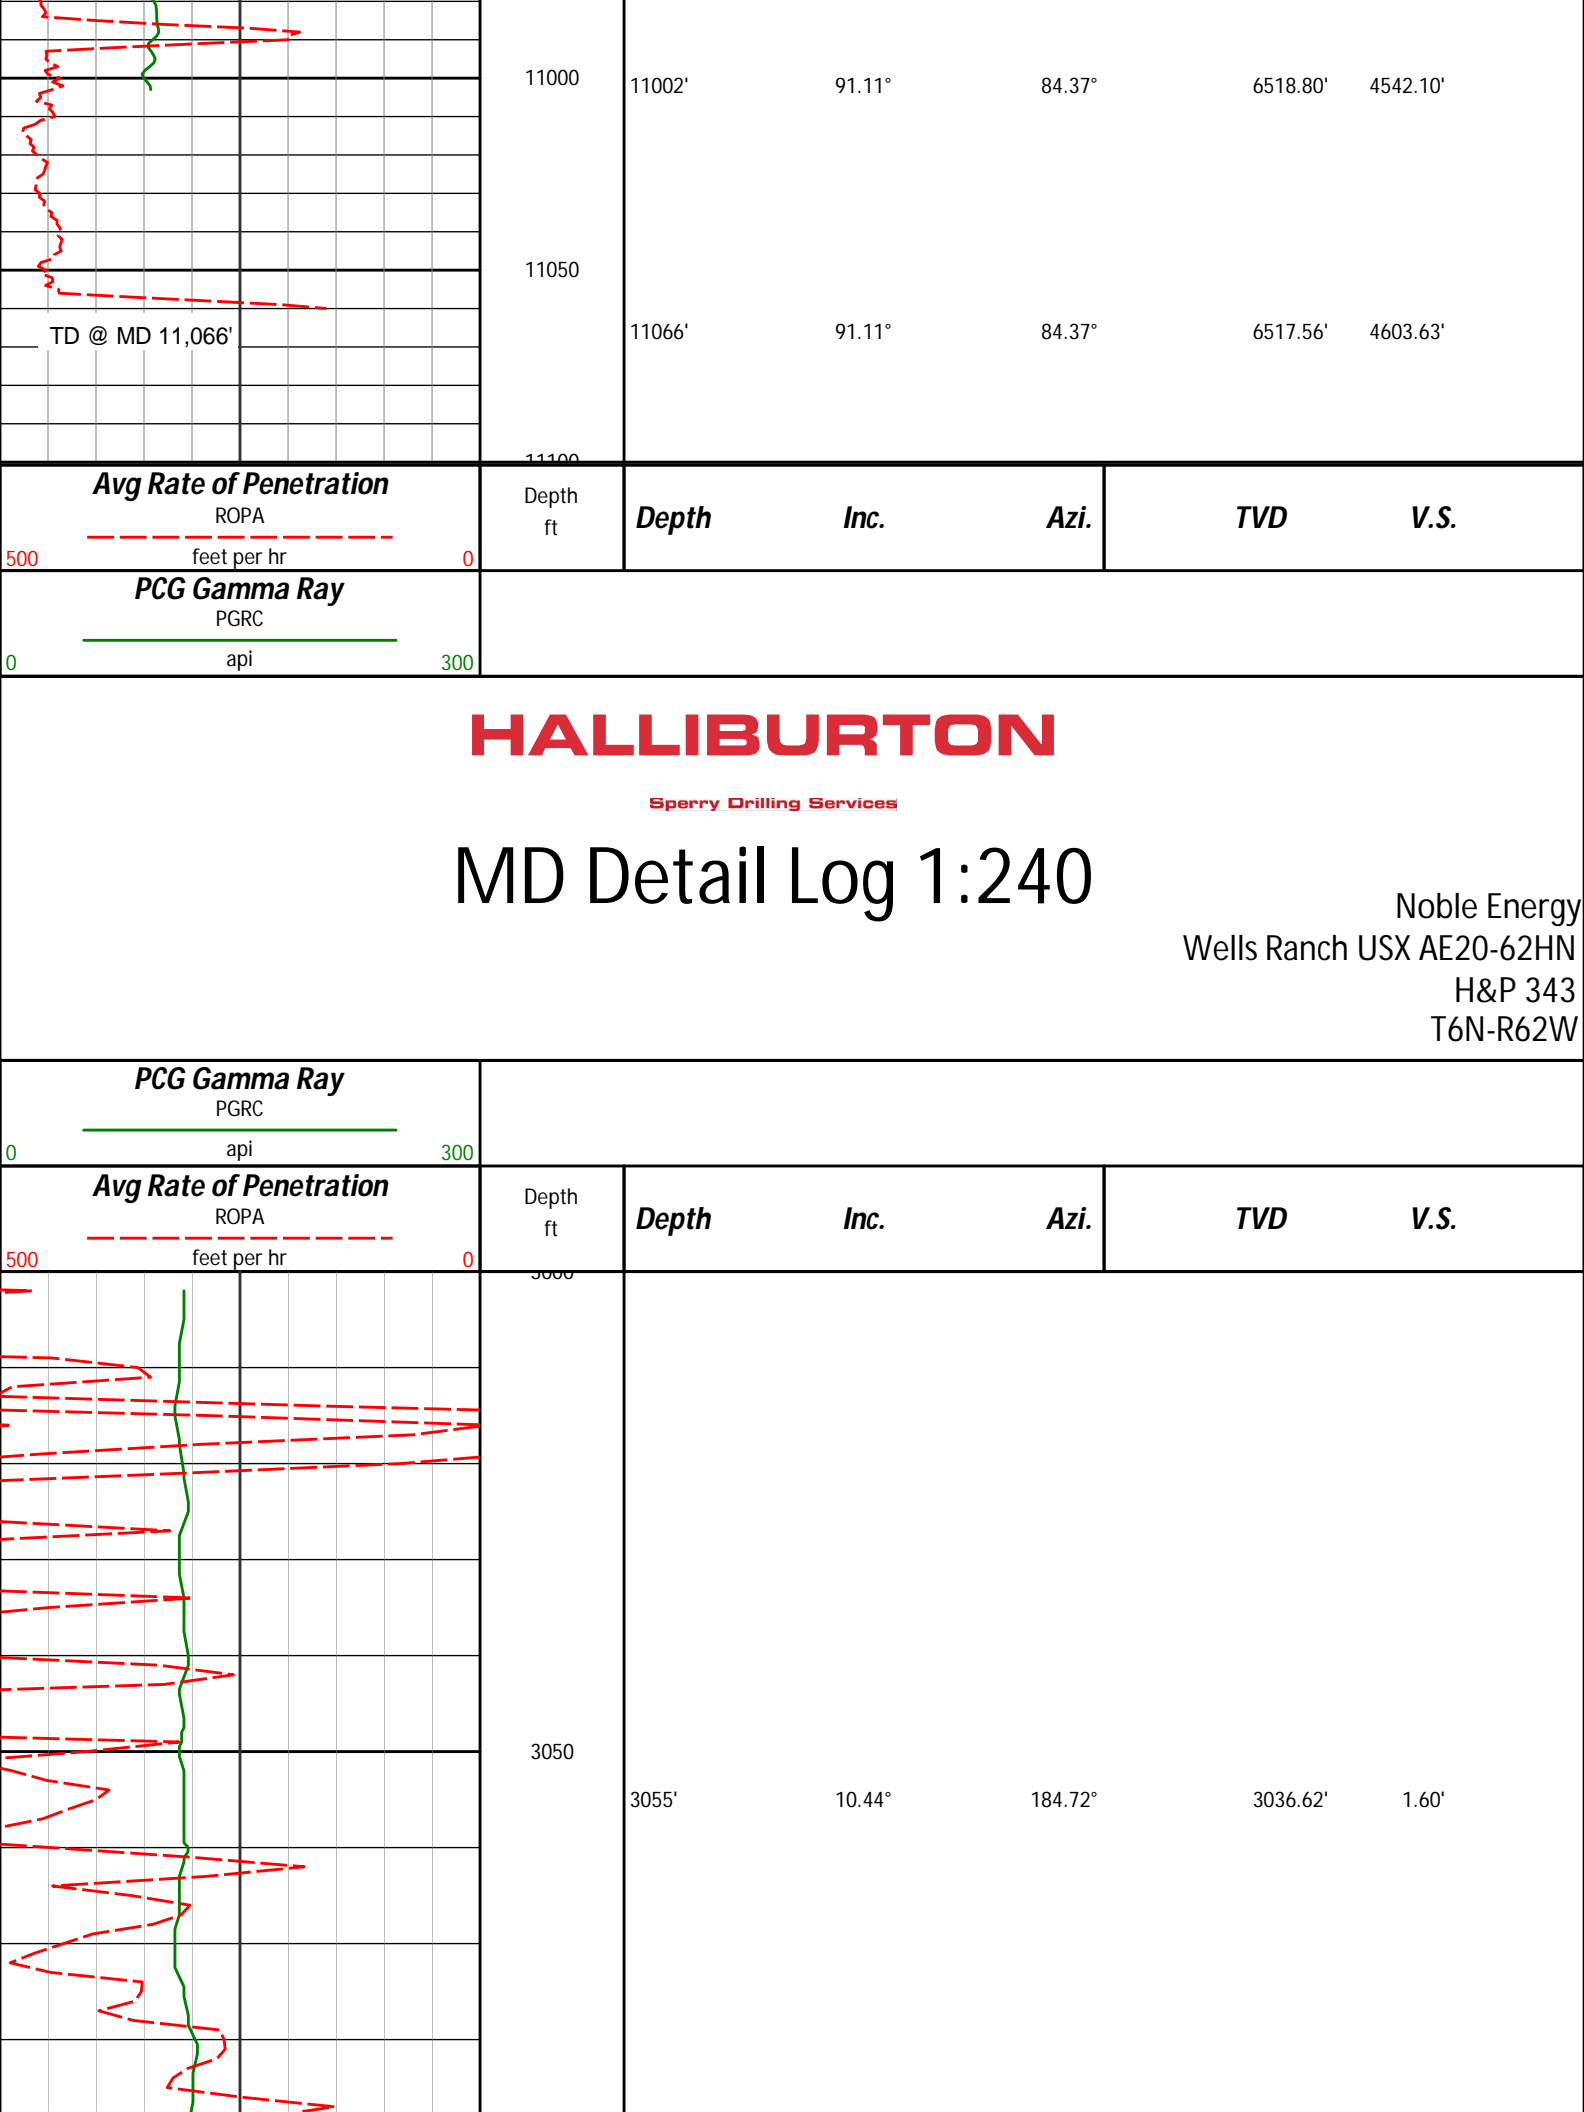 11000
11002' 91.11° 84.37° 6518.80' 4542.10'
11050
TD @ MD 11,066'
11066' 91.11° 84.37° 6517.56' 4603.63'
11100
Avg Rate of Penetration
ROPA
500 feet per hr 0
Depth
ft
Depth Inc. Azi. TVD V.S.
PCG Gamma Ray
PGRC
0 api 300
HALLIBURTON
Sperry Drilling Services
MD Detail Log 1:240
Noble Energy
Wells Ranch USX AE20-62HN
H&P 343
T6N-R62W
PCG Gamma Ray
PGRC
0 api 300
Avg Rate of Penetration
ROPA
500 feet per hr 0
Depth
ft
Depth Inc. Azi. TVD V.S.
3000
3050
3055' 10.44° 184.72° 3036.62' 1.60'